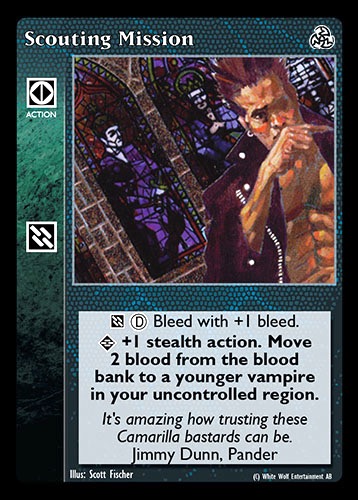 Scouting Mission
ACTION
D Bleed with +1 bleed.
+1 stealth action. Move
2 blood from the blood
bank to a younger vampire
in your uncontrolled region.
It's amazing how trusting these
Camarilla bastards can be.
Jimmy Dunn, Pander
Illus: Scott Fischer
(C) White Wolf Entertainment AB